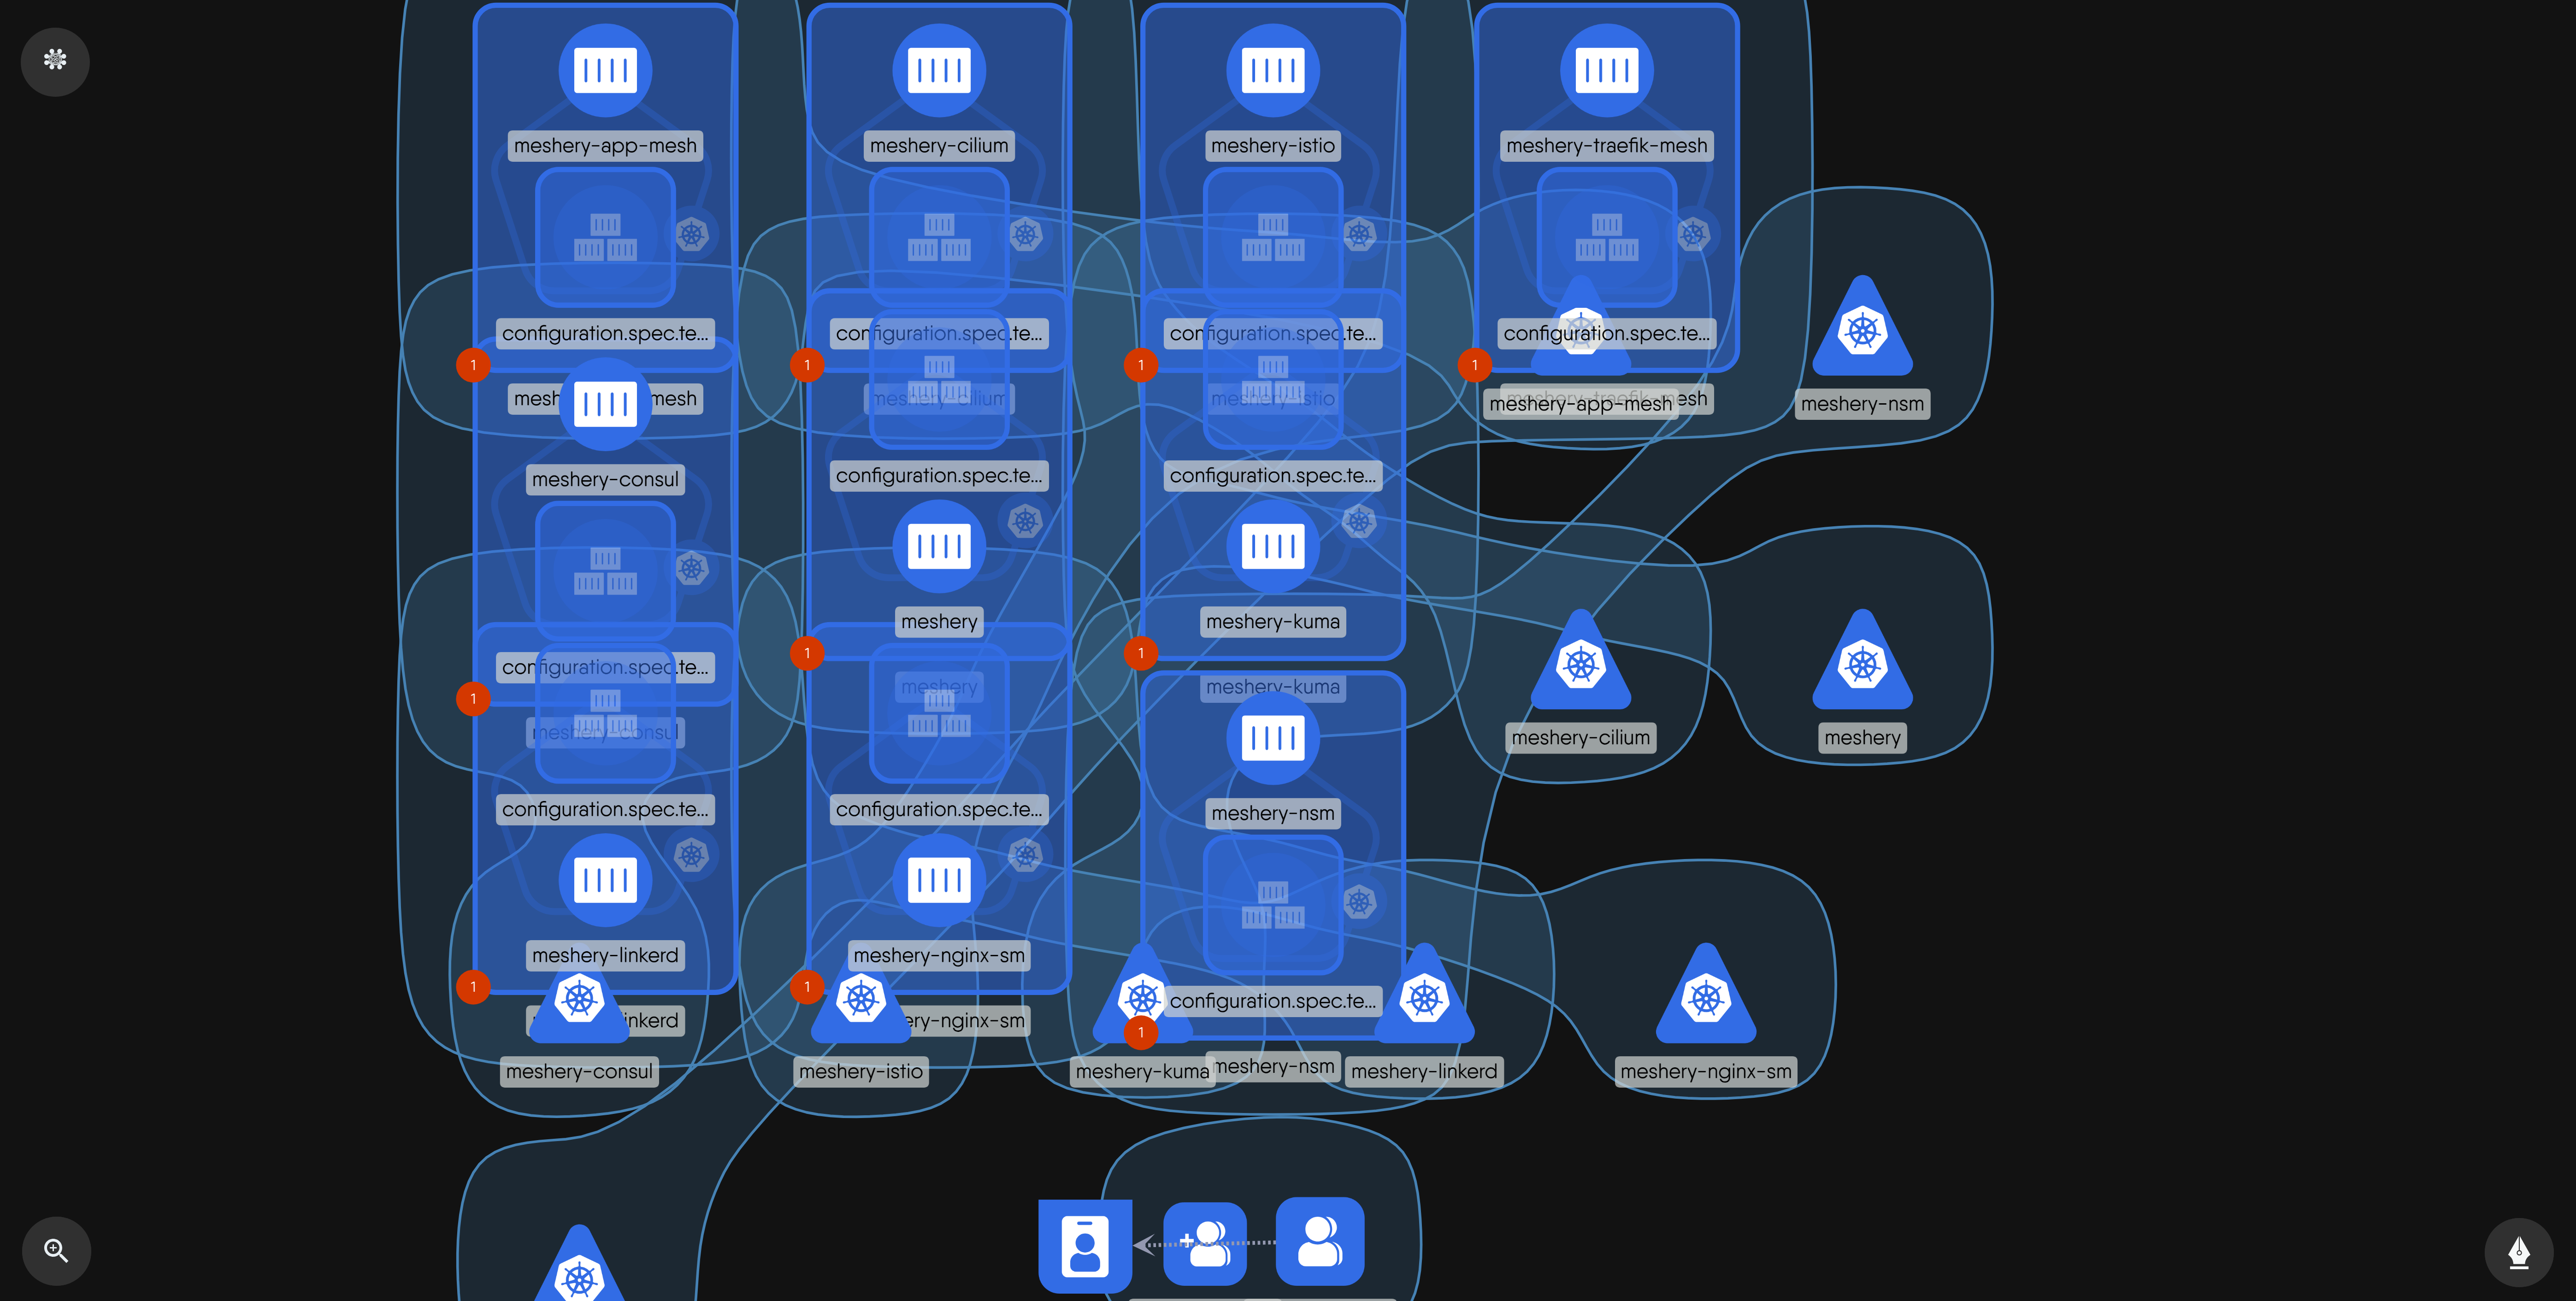 meshery-app-mesh
meshery-cilium
meshery-istio
meshery-traefik-mesh
configuration.spec.te...
configuration.spec.te...
configuration.spec.te...
configuration.spec.te...
1
1
1
1
mesh
mesh
meshery-cilium
meshery-istio
meshery-app-mesh
meshery-traefik-mesh
meshery-nsm
meshery-consul
configuration.spec.te...
configuration.spec.te...
meshery
meshery-kuma
1
1
configuration.spec.te...
1
meshery
meshery-kuma
meshery-consul
meshery-cilium
meshery
configuration.spec.te...
configuration.spec.te...
meshery-nsm
meshery-linkerd
meshery-nginx-sm
1
1
configuration.spec.te...
inkerd
ery-nginx-sm
1
meshery-consul
meshery-istio
meshery-kuma
meshery-nsm
meshery-linkerd
meshery-nginx-sm